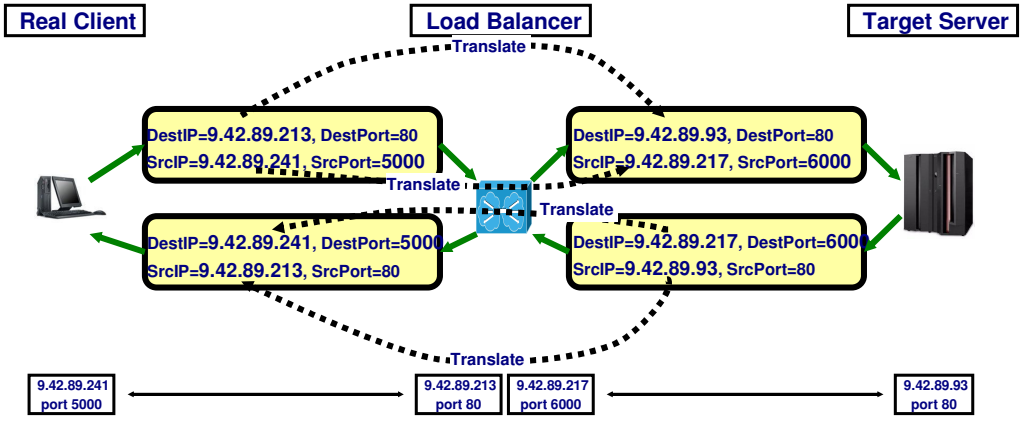 Real Client
Load Balancer
Target Server
Translate
DestIP=9.42.89.213, DestPort=80
SrcIP=9.42.89.241, SrcPort=5000
DestIP=9.42.89.93, DestPort=80
SrcIP=9.42.89.217, SrcPort=6000
Translate
Translate
DestIP=9.42.89.241, DestPort=5000
SrcIP=9.42.89.213, SrcPort=80
DestIP=9.42.89.217, DestPort=6000
SrcIP=9.42.89.93, SrcPort=80
Translate
9.42.89.241
port 5000
9.42.89.213
port 80
9.42.89.217
port 6000
9.42.89.93
port 80